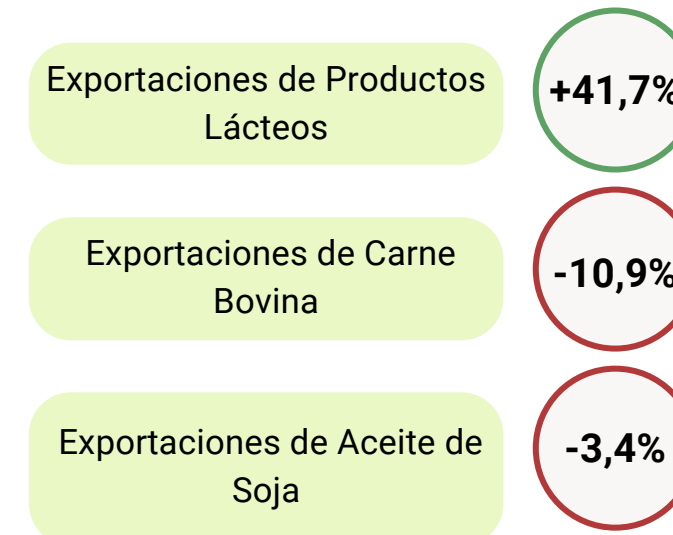 Exportaciones de Productos
Lácteos
+41,7%
Exportaciones de Carne
Bovina
-10,9%
Exportaciones de Aceite de
Soja
-3,4%